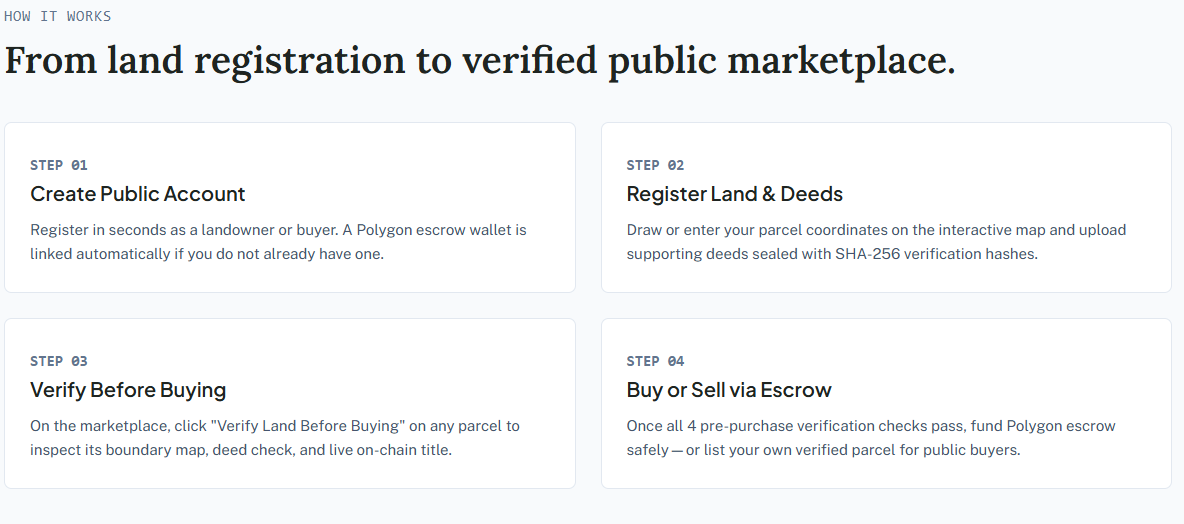 HOW IT WORKS
From land registration to verified public marketplace.
STEP 01
Create Public Account
Register in seconds as a landowner or buyer. A Polygon escrow wallet is
linked automatically if you do not already have one.
STEP 02
Register Land & Deeds
Draw or enter your parcel coordinates on the interactive map and upload
supporting deeds sealed with SHA-256 verification hashes.
STEP 03
Verify Before Buying
On the marketplace, click "Verify Land Before Buying" on any parcel to
inspect its boundary map, deed check, and live on-chain title.
STEP 04
Buy or Sell via Escrow
Once all 4 pre-purchase verification checks pass, fund Polygon escrow
safely — or list your own verified parcel for public buyers.